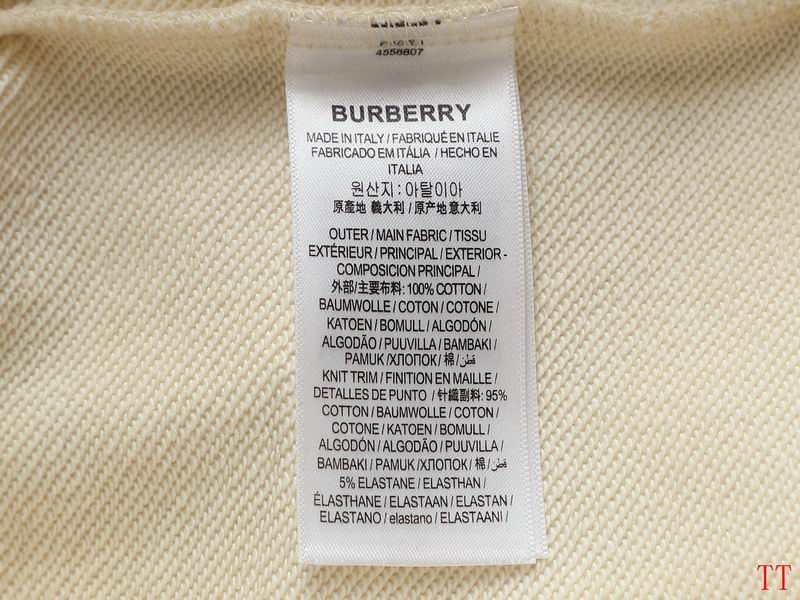 4558807
BURBERRY
MADE IN ITALY / FABRIQUÉ EN ITALIE
FABRICADO EM ITÁLIA / HECHO EN
ITALIA
원산지 : 이탈이아
原產地 義大利 / 原产地 意大利
OUTER / MAIN FABRIC / TISSU
EXTÉRIEUR / PRINCIPAL / EXTERIOR -
COMPOSICION PRINCIPAL /
外部/主要布料: 100% COTTON /
BAUMWOLLE / COTON / COTONE /
KATOEN / BOMULL / ALGODÓN /
ALGODÃO / PUUVILLA / BAMBAKI /
PAMUK / ХЛОПОК / 棉 / قطن
KNIT TRIM / FINITION EN MAILLE /
DETALLES DE PUNTO / 针織副料: 95%
COTTON / BAUMWOLLE / COTON /
COTONE / KATOEN / BOMULL /
ALGODÓN / ALGODÃO / PUUVILLA /
BAMBAKI / PAMUK /ХЛОПОК/ 棉 / قطن
5% ELASTANE / ELASTHAN /
ÉLASTHANE / ELASTAAN / ELASTAN /
ELASTANO / elastano / ELASTAANI /
TT